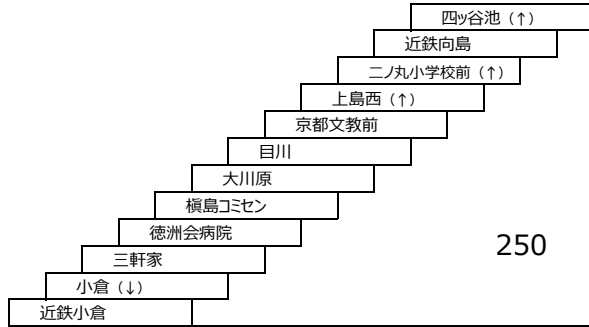 四ッ谷池（↑）
近鉄向島
二ノ丸小学校前（↑）
上島西（↑）
京都文教前
目川
大川原
槇島コミセン
徳洲会病院
250
三軒家
小倉（↓）
近鉄小倉